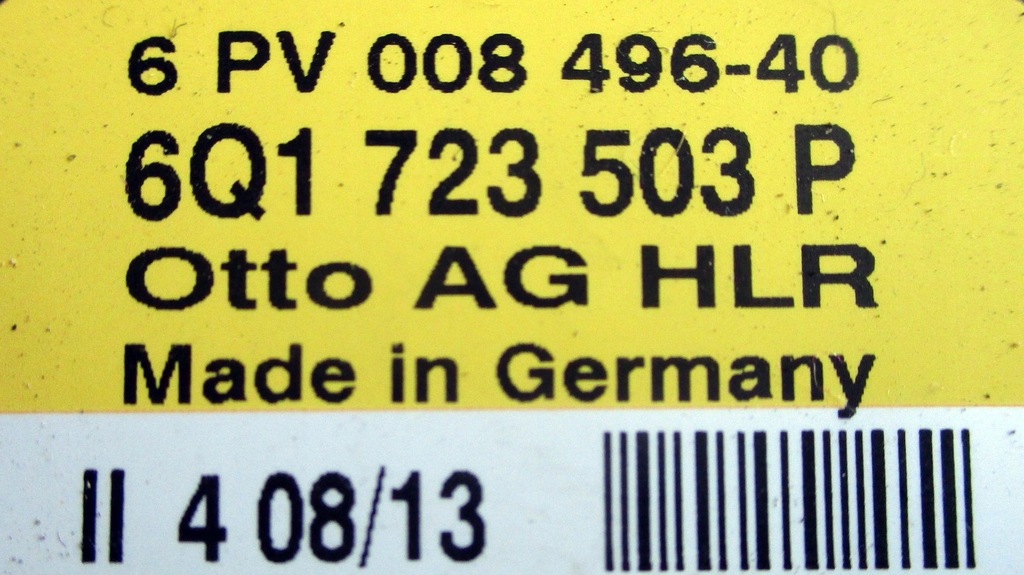 6 PV 008 496-40
6Q1 723 503 P
Otto AG HLR
Made in Germany
II 4 08/13